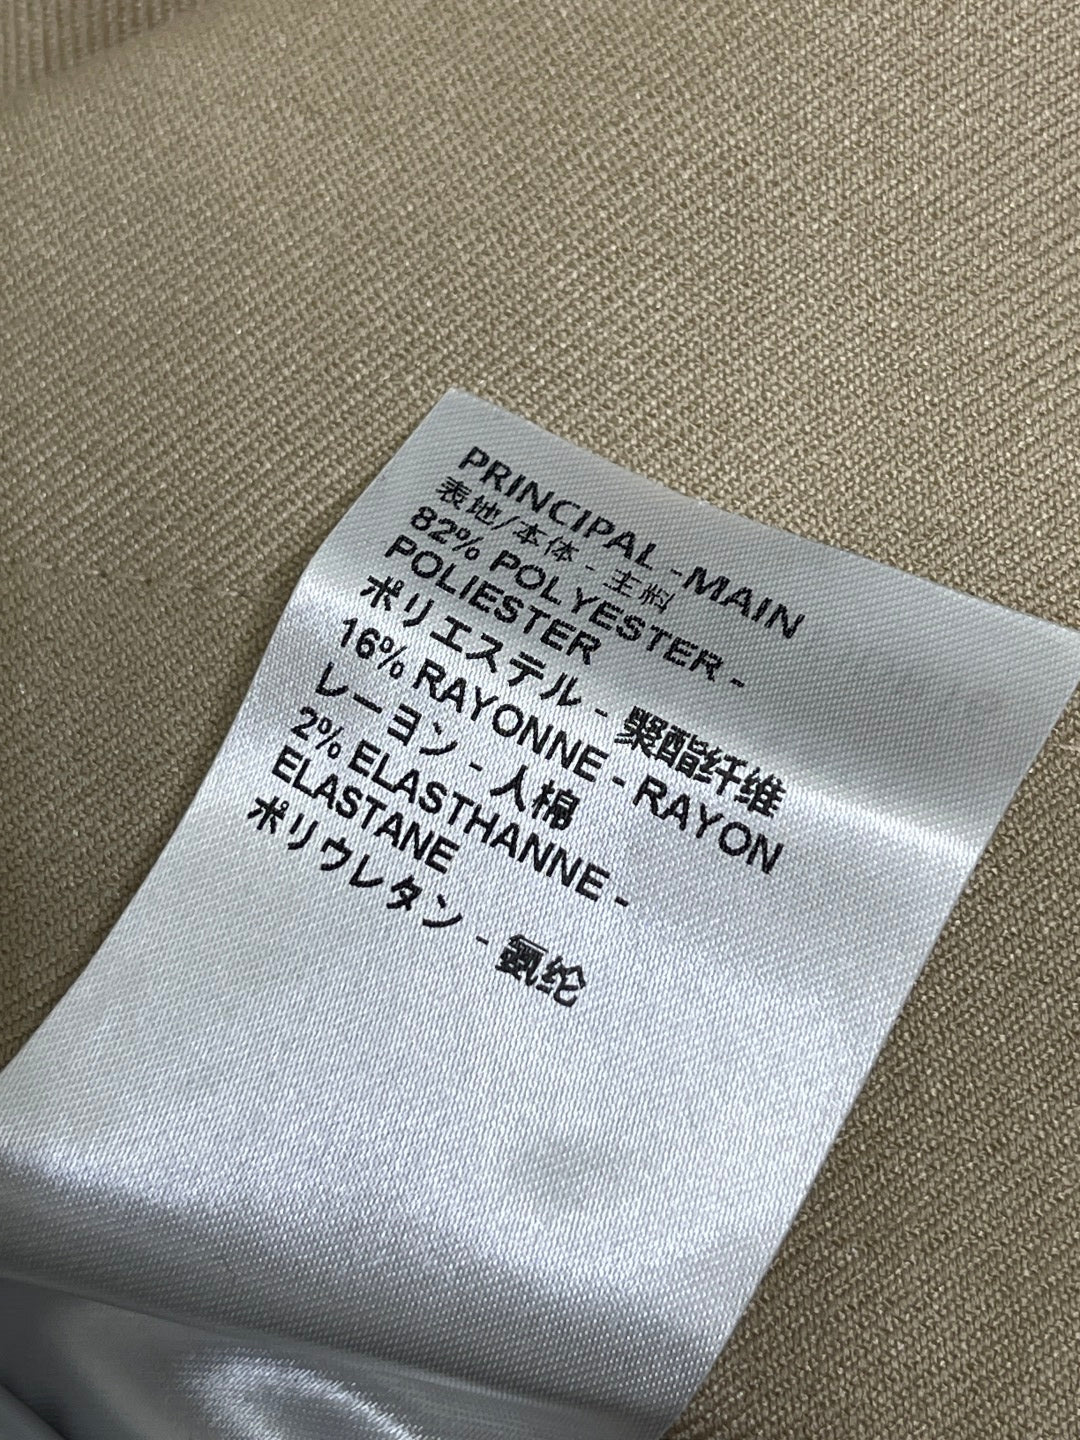 PRINCIPAL -MAIN
表地/本体 - 主料
82% POLYESTER -
POLIESTER
ポリエステル - 聚酯纤维
16% RAYONNE - RAYON
レーヨン - 人棉
2% ELASTHANNE -
ELASTANE
ポリウレタン - 氨纶